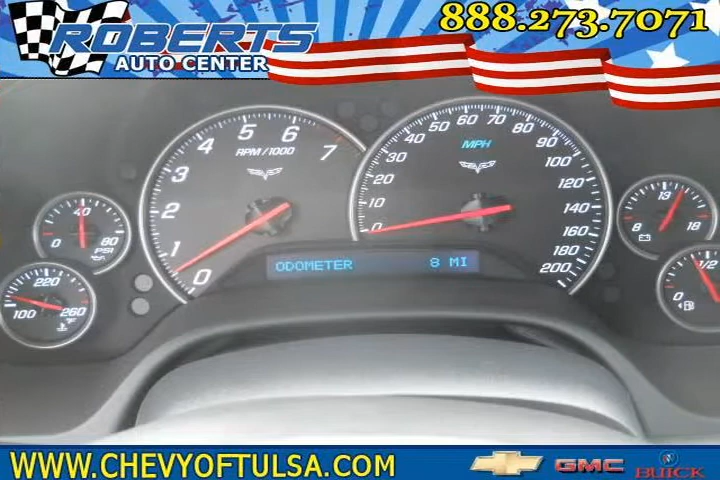 ROBERTS
AUTO CENTER
888.273.7071
0 1 2 3 4 5 6 7
RPM/1000
0 10 20 30 40 50 60 70 80 90 100 120 140 160 180 200
MPH
0 40 80
PSI
100 220 260
°F
8 13 18
0 1/2
ODOMETER 8 MI
WWW.CHEVYOFTULSA.COM
GMC
BUICK